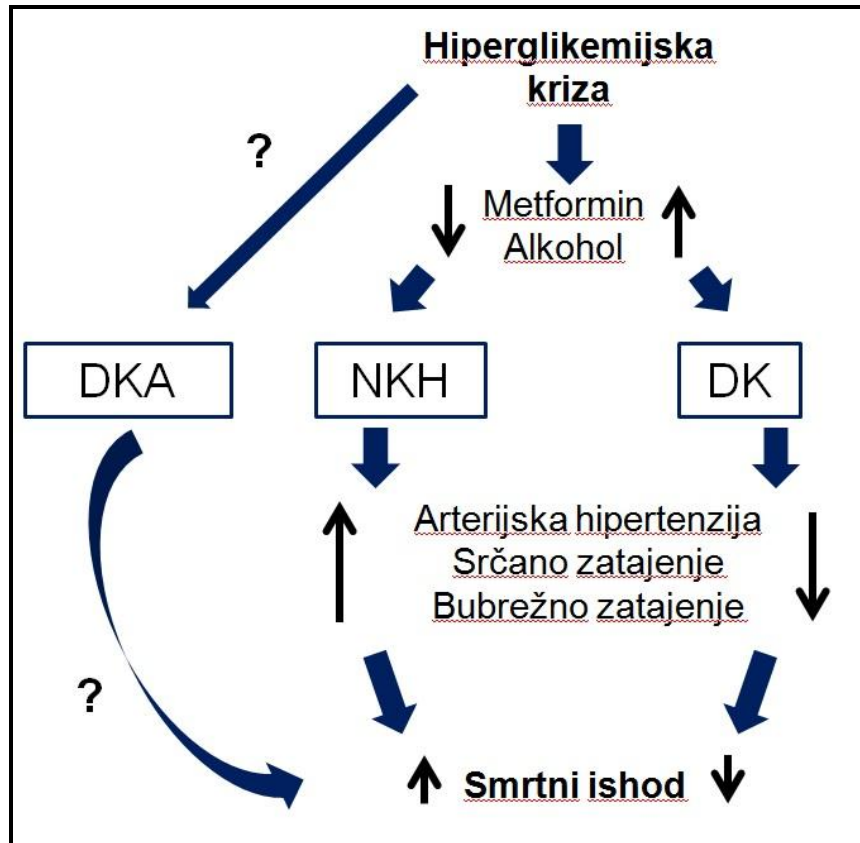 Hiperglikemijska
kriza
?
Metformin
Alkohol
DKA
NKH
DK
Arterijska hipertenzija
Srčano zatajenje
Bubrežno zatajenje
?
Smrtni ishod